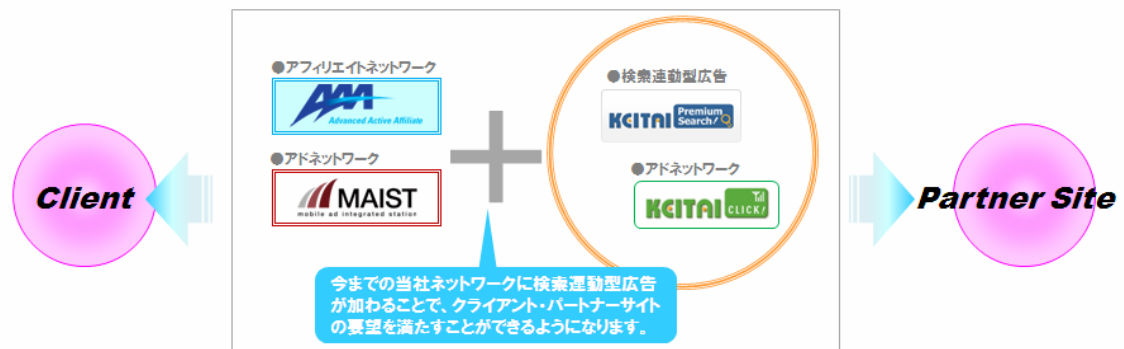 ●アフィリエイトネットワーク
AAA
Advanced Active Affiliate
●アドネットワーク
MAIST
mobile ad integrated station
●検索連動型広告
KEITAI Premium Search!
●アドネットワーク
KEITAI CLICK!
Client
Partner Site
今までの当社ネットワークに検索連動型広告
が加わることで、クライアント・パートナーサイト
の要望を満たすことができるようになります。